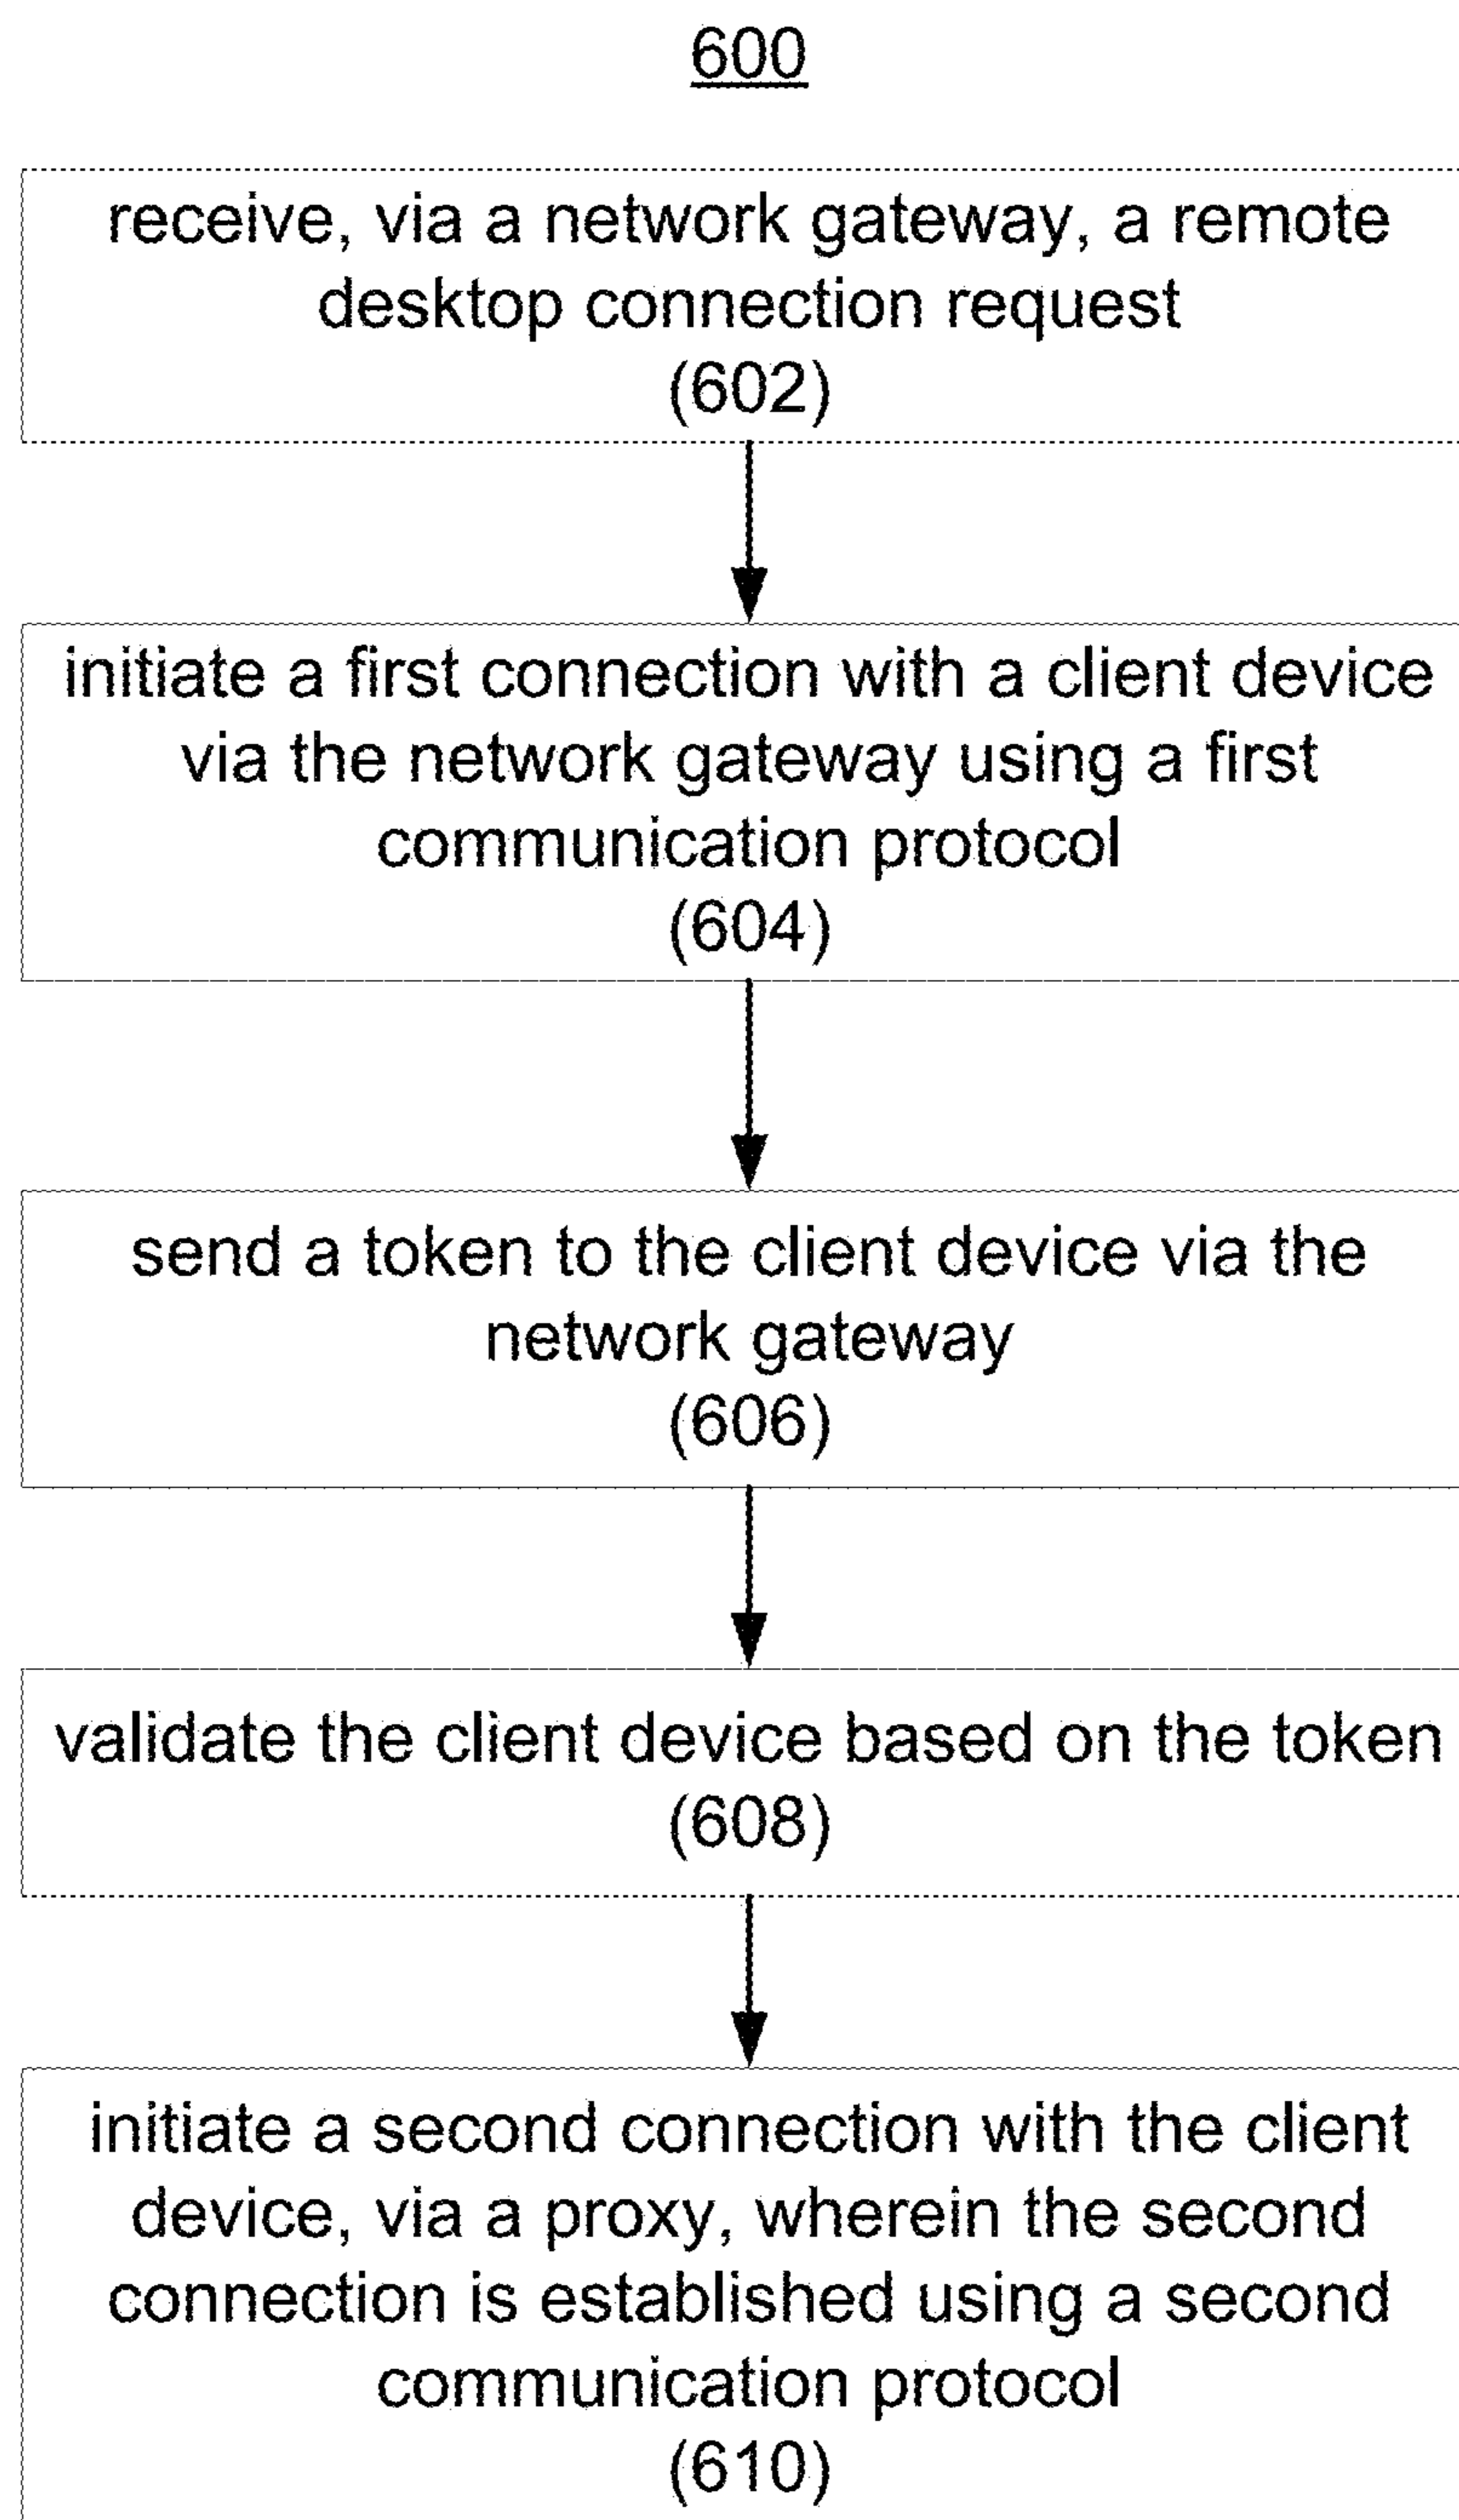 600
receive, via a network gateway, a remote
desktop connection request
(602)
initiate a first connection with a client device
via the network gateway using a first
communication protocol
(604)
send a token to the client device via the
network gateway
(606)
validate the client device based on the token
(608)
initiate a second connection with the client
device, via a proxy, wherein the second
connection is established using a second
communication protocol
(610)